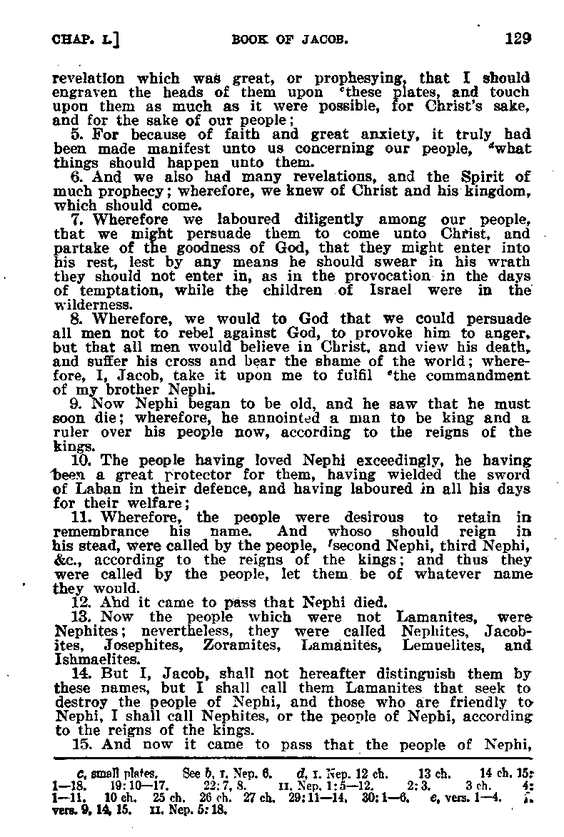 CHAP. I.] BOOK OF JACOB. 129
revelation which was great, or prophesying, that I should
engraven the heads of them upon ᶜthese plates, and touch
upon them as much as it were possible, for Christ's sake,
and for the sake of our people;
5. For because of faith and great anxiety, it truly had
been made manifest unto us concerning our people, ᵈwhat
things should happen unto them.
6. And we also had many revelations, and the Spirit of
much prophecy; wherefore, we knew of Christ and his kingdom,
which should come.
7. Wherefore we laboured diligently among our people,
that we might persuade them to come unto Christ, and
partake of the goodness of God, that they might enter into
his rest, lest by any means he should swear in his wrath
they should not enter in, as in the provocation in the days
of temptation, while the children of Israel were in the
wilderness.
8. Wherefore, we would to God that we could persuade
all men not to rebel against God, to provoke him to anger,
but that all men would believe in Christ, and view his death,
and suffer his cross and bear the shame of the world; where-
fore, I, Jacob, take it upon me to fulfil ᵉthe commandment
of my brother Nephi.
9. Now Nephi began to be old, and he saw that he must
soon die; wherefore, he annointed a man to be king and a
ruler over his people now, according to the reigns of the
kings.
10. The people having loved Nephi exceedingly, he having
been a great protector for them, having wielded the sword
of Laban in their defence, and having laboured in all his days
for their welfare;
11. Wherefore, the people were desirous to retain in
remembrance his name. And whoso should reign in
his stead, were called by the people, ᶠsecond Nephi, third Nephi,
&c., according to the reigns of the kings; and thus they
were called by the people, let them be of whatever name
they would.
12. And it came to pass that Nephi died.
13. Now the people which were not Lamanites, were
Nephites; nevertheless, they were called Nephites, Jacob-
ites, Josephites, Zoramites, Lamanites, Lemuelites, and
Ishmaelites.
14. But I, Jacob, shall not hereafter distinguish them by
these names, but I shall call them Lamanites that seek to
destroy the people of Nephi, and those who are friendly to
Nephi, I shall call Nephites, or the people of Nephi, according
to the reigns of the kings.
15. And now it came to pass that the people of Nephi,
c, small plates. See b, I. Nep. 6. d, I. Nep. 12 ch. 13 ch. 14 ch. 15:
1—18. 19: 10—17. 22: 7, 8. II. Nep. 1: 5—12. 2: 3. 3 ch. 4:
1—11. 10 ch. 25 ch. 26 ch. 27 ch. 29: 11—14. 30: 1—6. e, vers. 1—4. f,
vers. 9, 14, 15. II. Nep. 5: 18.